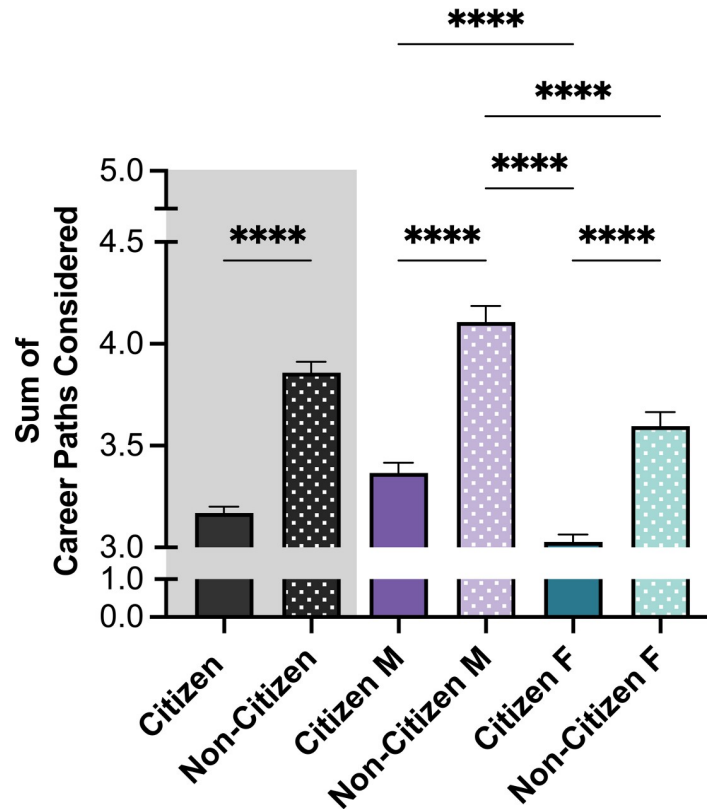 ****
****
****
5.0
4.5
4.0
3.5
3.0
1.0
0.0
****
****
****
Sum of
Career Paths Considered
Citizen
Non-Citizen
Citizen M
Non-Citizen M
Citizen F
Non-Citizen F